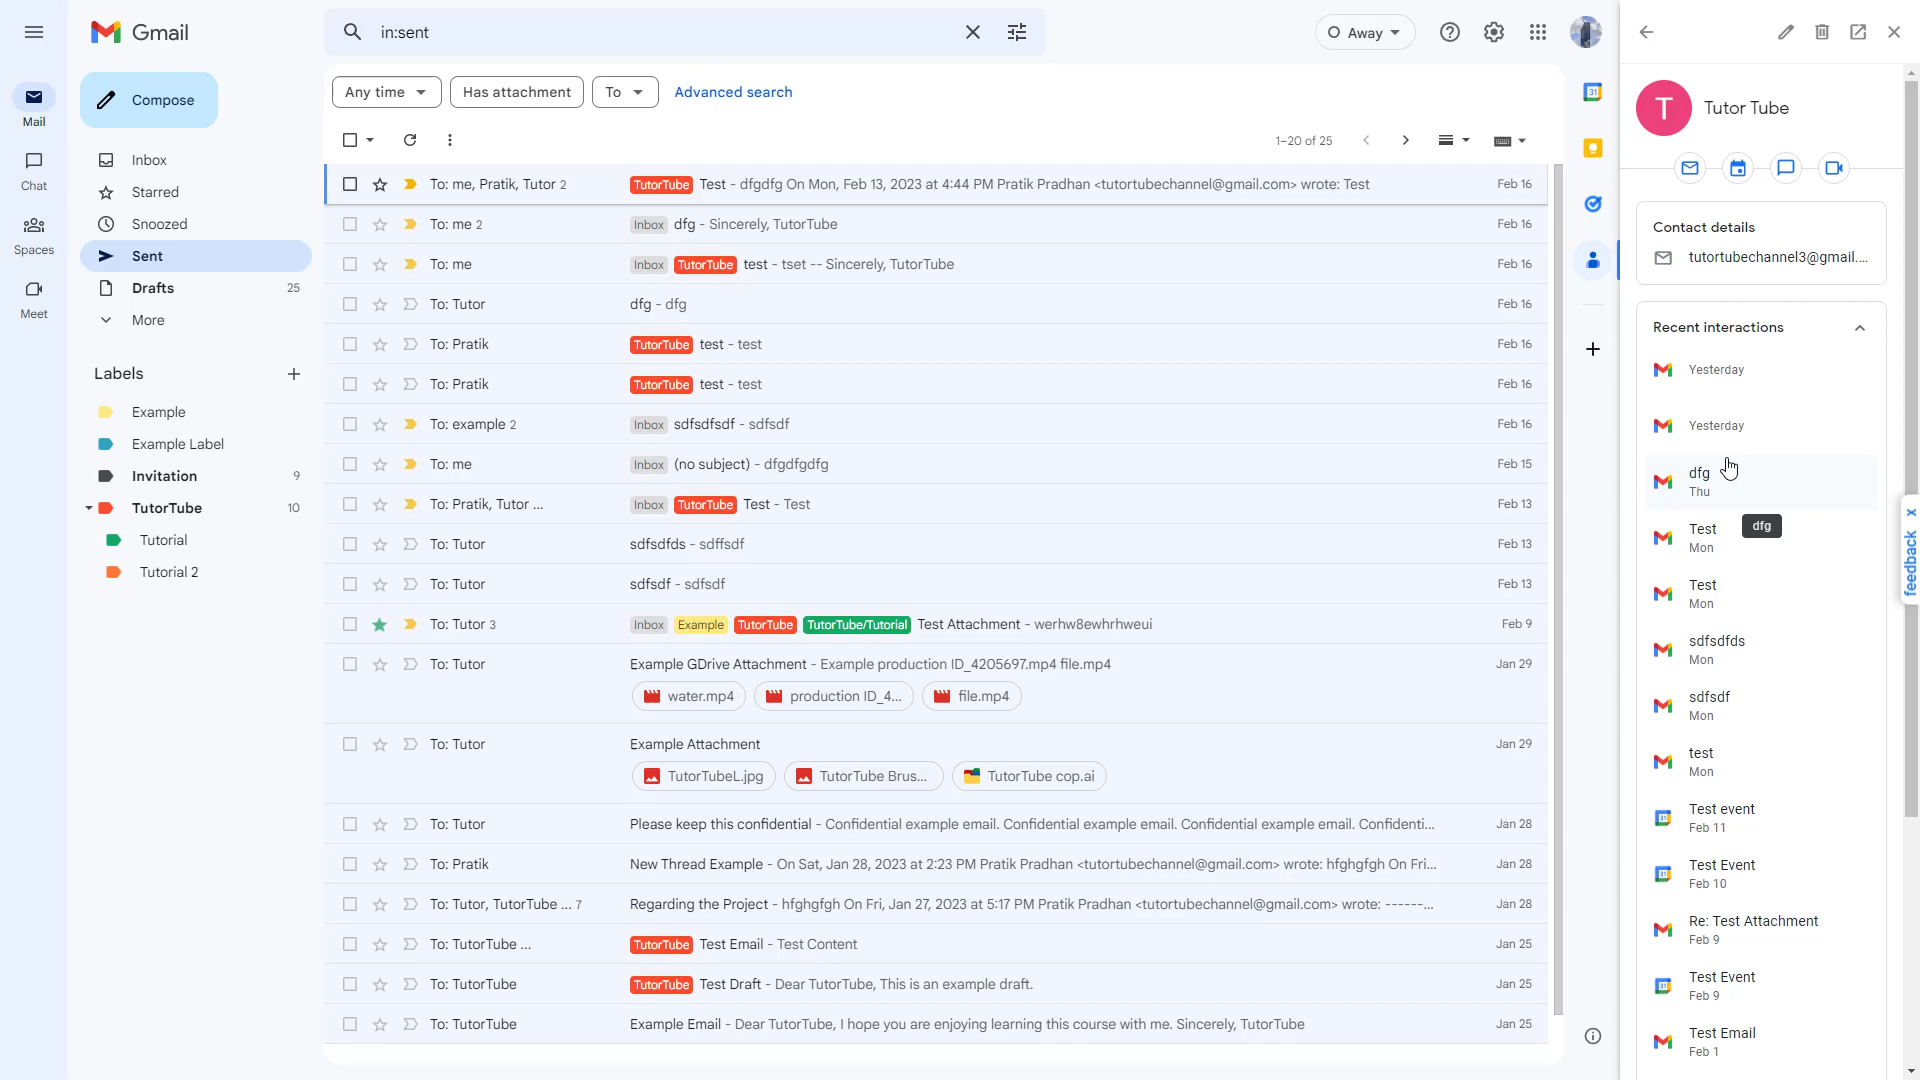 Gmail
in:sent
Away
Tutor Tube
Mail
Chat
Spaces
Meet
Compose
Inbox
Starred
Snoozed
Sent
Drafts 25
More
Labels
Example
Example Label
Invitation 9
TutorTube 10
Tutorial
Tutorial 2
Any time
Has attachment
To
Advanced search
1–20 of 25
To: me, Pratik, Tutor 2 TutorTube Test - dfgdfg On Mon, Feb 13, 2023 at 4:44 PM Pratik Pradhan <tutortubechannel@gmail.com> wrote: Test Feb 16
To: me 2 Inbox dfg - Sincerely, TutorTube Feb 16
To: me Inbox TutorTube test - tset -- Sincerely, TutorTube Feb 16
To: Tutor dfg - dfg Feb 16
To: Pratik TutorTube test - test Feb 16
To: Pratik TutorTube test - test Feb 16
To: example 2 Inbox sdfsdfsdf - sdfsdf Feb 16
To: me Inbox (no subject) - dfgdfgdfg Feb 15
To: Pratik, Tutor ... Inbox TutorTube Test - Test Feb 13
To: Tutor sdfsdfds - sdffsdf Feb 13
To: Tutor sdfsdf - sdfsdf Feb 13
To: Tutor 3 Inbox Example TutorTube TutorTube/Tutorial Test Attachment - werhw8ewhrhweui Feb 9
To: Tutor Example GDrive Attachment - Example production ID_4205697.mp4 file.mp4 Jan 29
water.mp4 production ID_4... file.mp4
To: Tutor Example Attachment Jan 29
TutorTubeL.jpg TutorTube Brus... TutorTube cop.ai
To: Tutor Please keep this confidential - Confidential example email. Confidential example email. Confidential example email. Confidenti... Jan 28
To: Pratik New Thread Example - On Sat, Jan 28, 2023 at 2:23 PM Pratik Pradhan <tutortubechannel@gmail.com> wrote: hfghgfgh On Fri... Jan 28
To: Tutor, TutorTube ... 7 Regarding the Project - hfghgfgh On Fri, Jan 27, 2023 at 5:17 PM Pratik Pradhan <tutortubechannel@gmail.com> wrote: ------... Jan 28
To: TutorTube ... TutorTube Test Email - Test Content Jan 25
To: TutorTube TutorTube Test Draft - Dear TutorTube, This is an example draft. Jan 25
To: TutorTube Example Email - Dear TutorTube, I hope you are enjoying learning this course with me. Sincerely, TutorTube Jan 25
31
T
Contact details
tutortubechannel3@gmail....
Recent interactions
Yesterday
Yesterday
dfg
Thu
dfg
Test
Mon
Test
Mon
sdfsdfds
Mon
sdfsdf
Mon
test
Mon
31
Test event
Feb 11
31
Test Event
Feb 10
Re: Test Attachment
Feb 9
31
Test Event
Feb 9
Test Email
Feb 1
feedback x